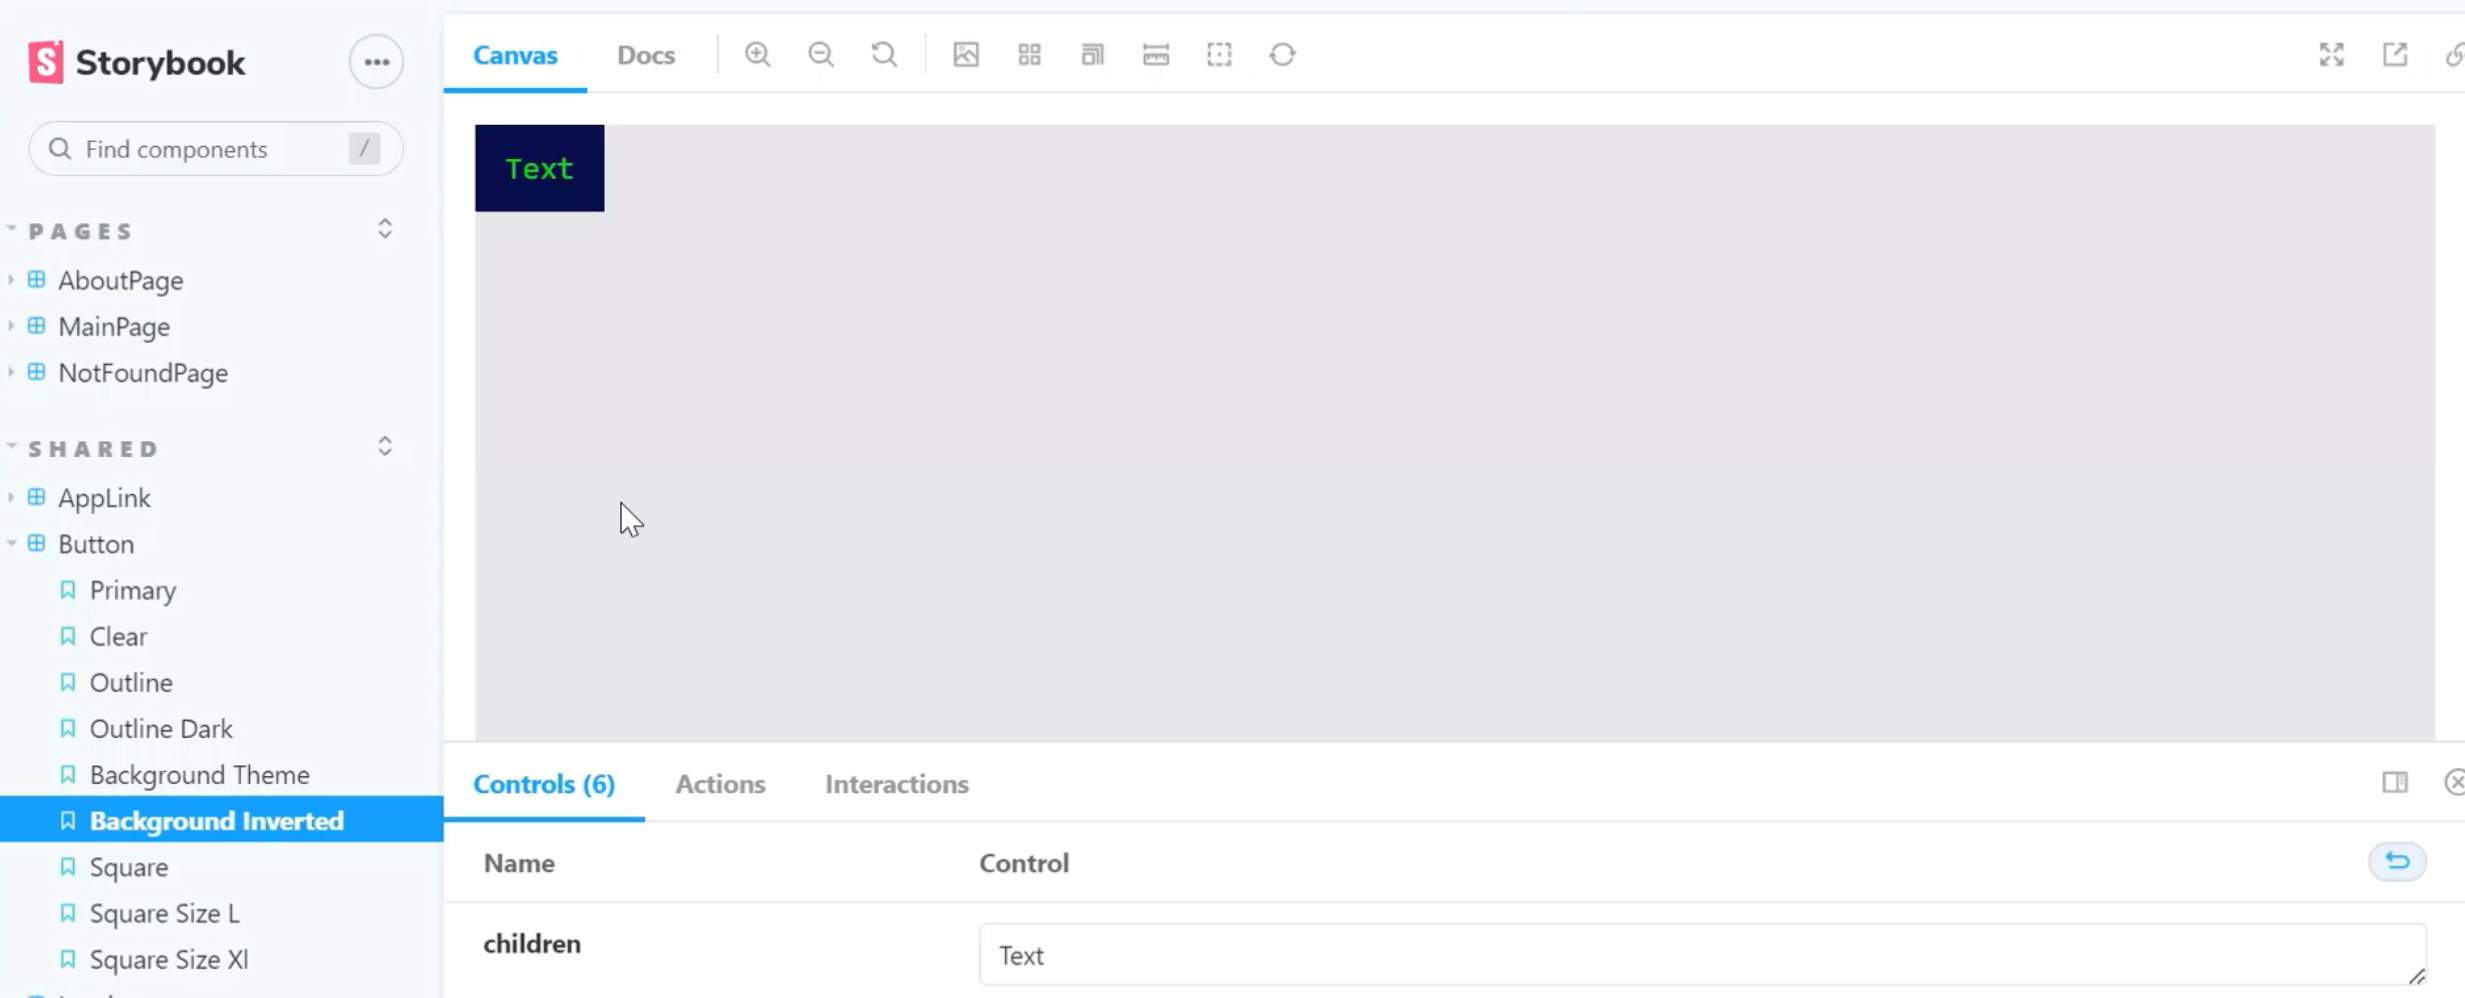 Storybook
Find components /
PAGES
AboutPage
MainPage
NotFoundPage
SHARED
AppLink
Button
Primary
Clear
Outline
Outline Dark
Background Theme
Background Inverted
Square
Square Size L
Square Size Xl
Canvas Docs
Text
Controls (6) Actions Interactions
Name Control
children Text